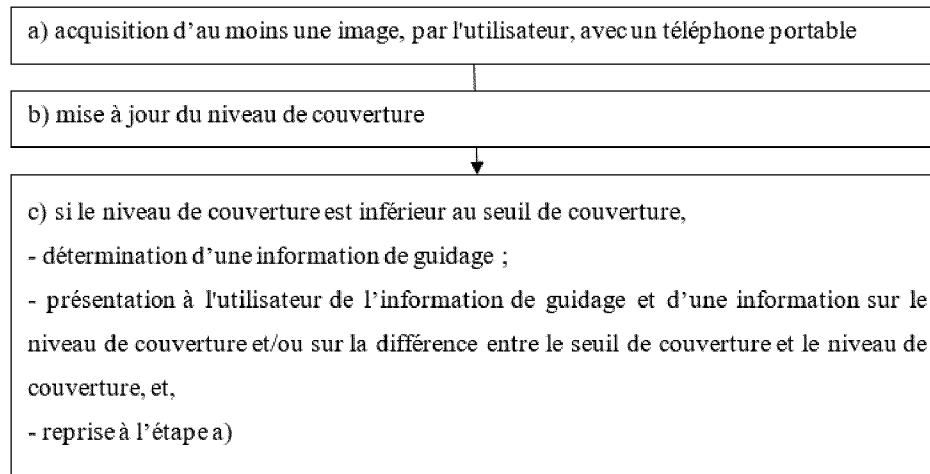 a) acquisition d’au moins une image, par l'utilisateur, avec un téléphone portable
b) mise à jour du niveau de couverture
c) si le niveau de couverture est inférieur au seuil de couverture,
- détermination d’une information de guidage ;
- présentation à l'utilisateur de l’information de guidage et d’une information sur le
niveau de couverture et/ou sur la différence entre le seuil de couverture et le niveau de
couverture, et,
- reprise à l’étape a)